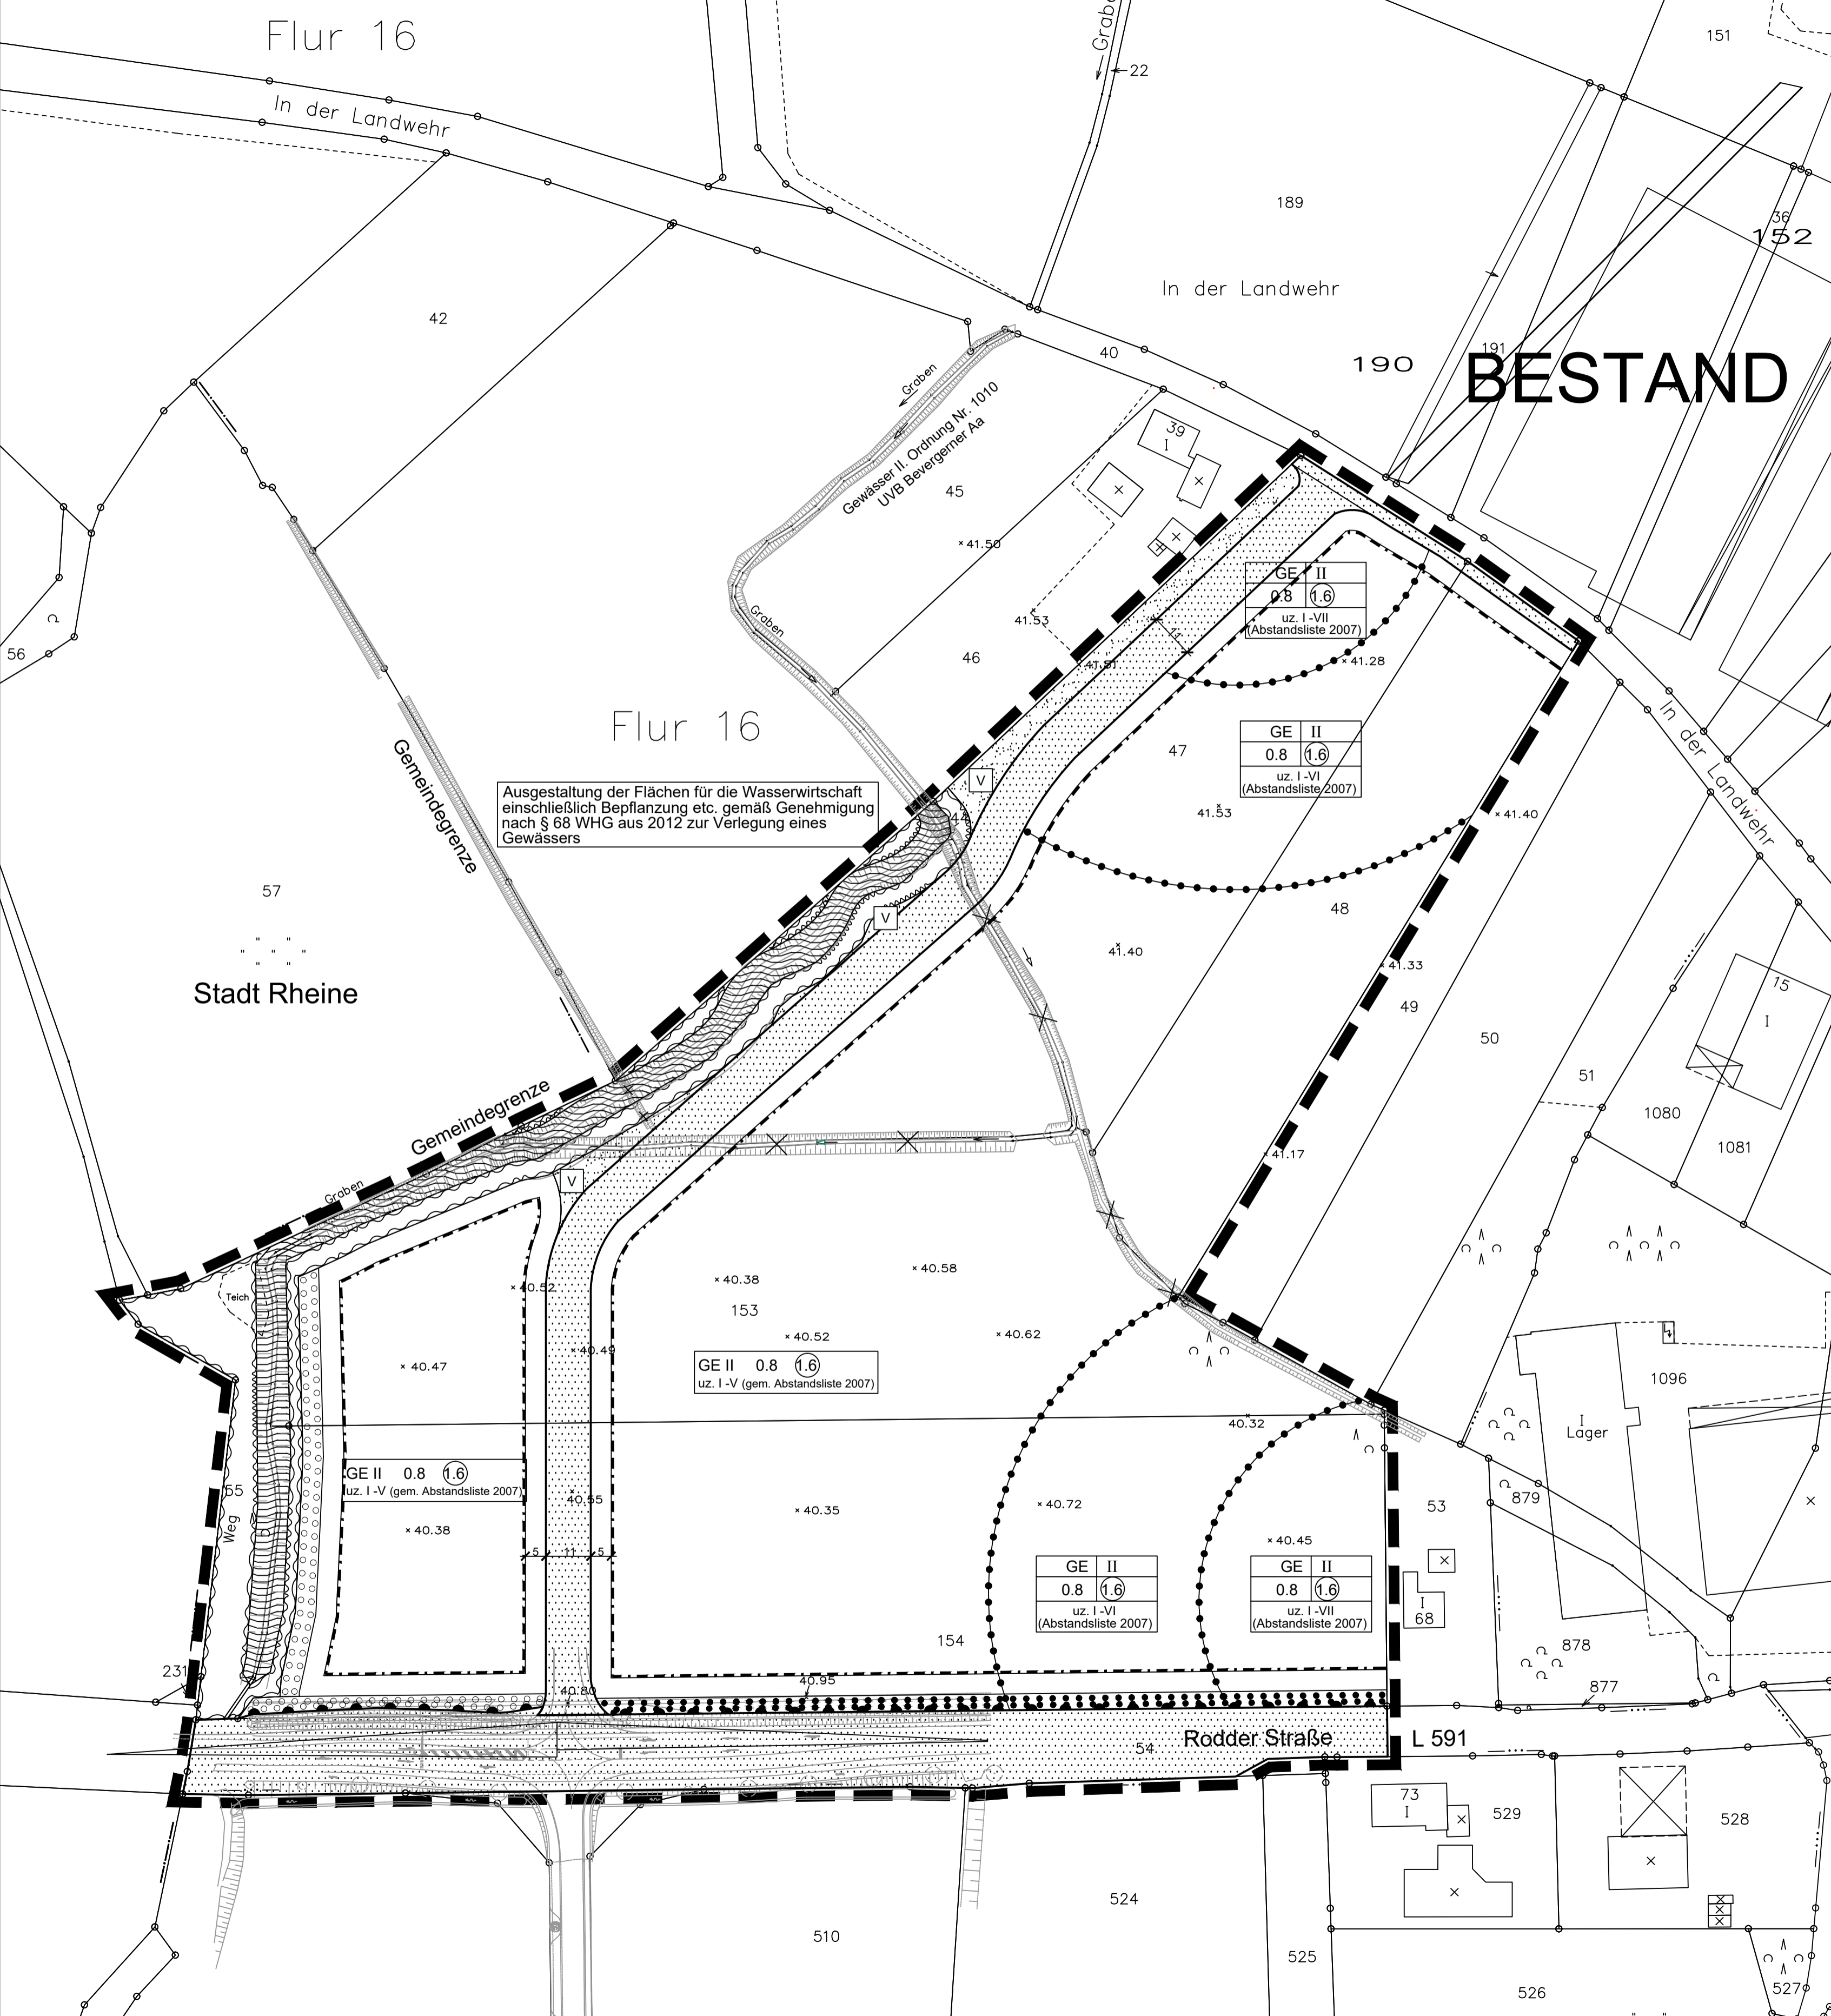 Flur 16
In der Landwehr
Graben
22
151
189
36
152
In der Landwehr
42
40
190
191
BESTAND
Graben
Gewässer II. Ordnung Nr. 1010
UVB Bevergerner Aa
39
I
45
41.50
GE II
0.8 1.6
uz. I -VII
(Abstandsliste 2007)
Graben
41.53
56
46
41.51
41.28
Flur 16
In der Landwehr
Gemeindegrenze
47
GE II
0.8 1.6
uz. I -VI
(Abstandsliste 2007)
V
Ausgestaltung der Flächen für die Wasserwirtschaft
einschließlich Bepflanzung etc. gemäß Genehmigung
nach § 68 WHG aus 2012 zur Verlegung eines
Gewässers
44
41.53
41.40
57
V
48
41.40
41.33
Stadt Rheine
49
15
I
50
51
1080
1081
Gemeindegrenze
41.17
Graben
V
Teich
40.52
40.38
40.58
153
40.52
40.62
40.49
40.47
GE II 0.8 1.6
uz. I -V (gem. Abstandsliste 2007)
1096
40.32
I
Lager
GE II 0.8 1.6
uz. I -V (gem. Abstandsliste 2007)
55
Weg
40.55
40.35
40.72
53
879
40.38
40.45
5 11 5
GE II
0.8 1.6
uz. I -VI
(Abstandsliste 2007)
GE II
0.8 1.6
uz. I -VII
(Abstandsliste 2007)
I
68
154
878
231
40.80
40.95
877
Rodder Straße
L 591
54
73
I
529
528
524
510
525
526
527